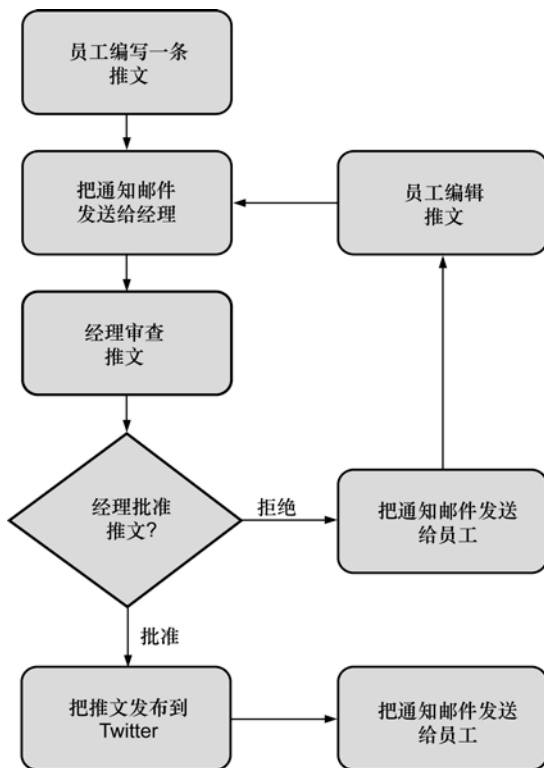 员工编写一条
推文
把通知邮件
发送给经理
员工编辑
推文
经理审查
推文
经理批准
推文?
拒绝
把通知邮件发送
给员工
批准
把推文发布到
Twitter
把通知邮件发送
给员工